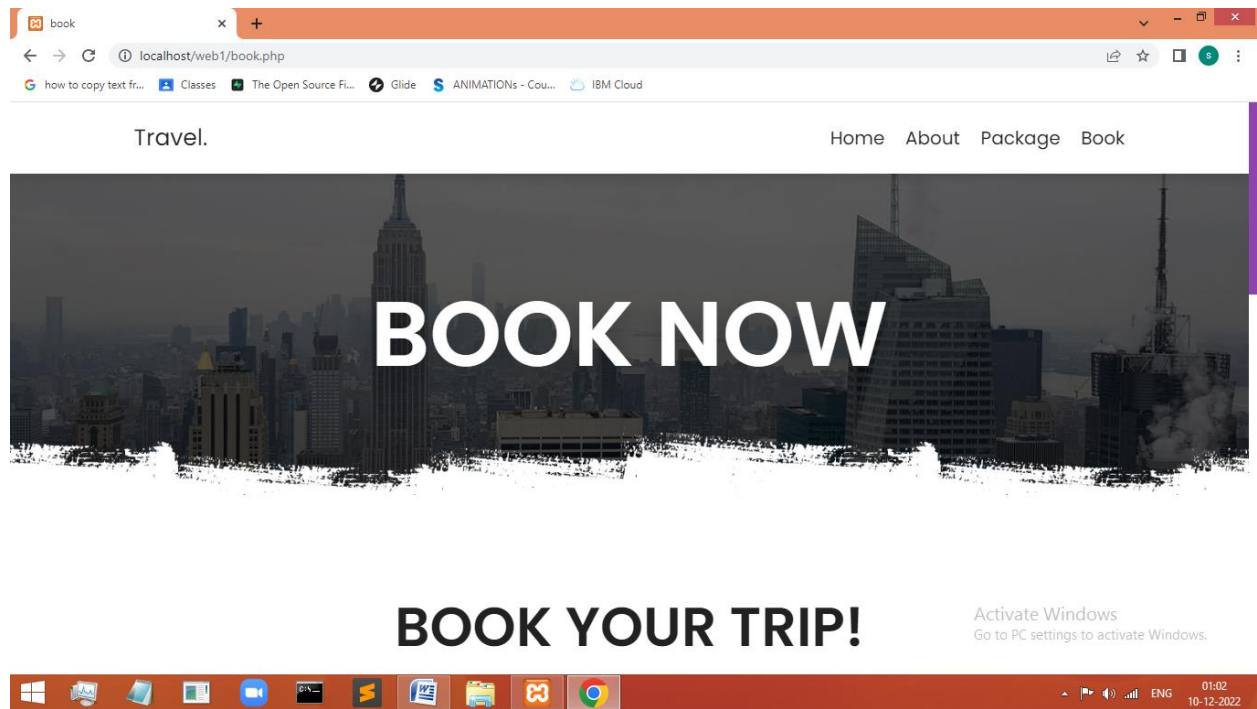 book
localhost/web1/book.php
how to copy text fr... Classes The Open Source Fi... Glide ANIMATIONs - Cou... IBM Cloud
Travel. Home About Package Book
BOOK NOW
BOOK YOUR TRIP!
Activate Windows
Go to PC settings to activate Windows.
ENG 01:02
10-12-2022